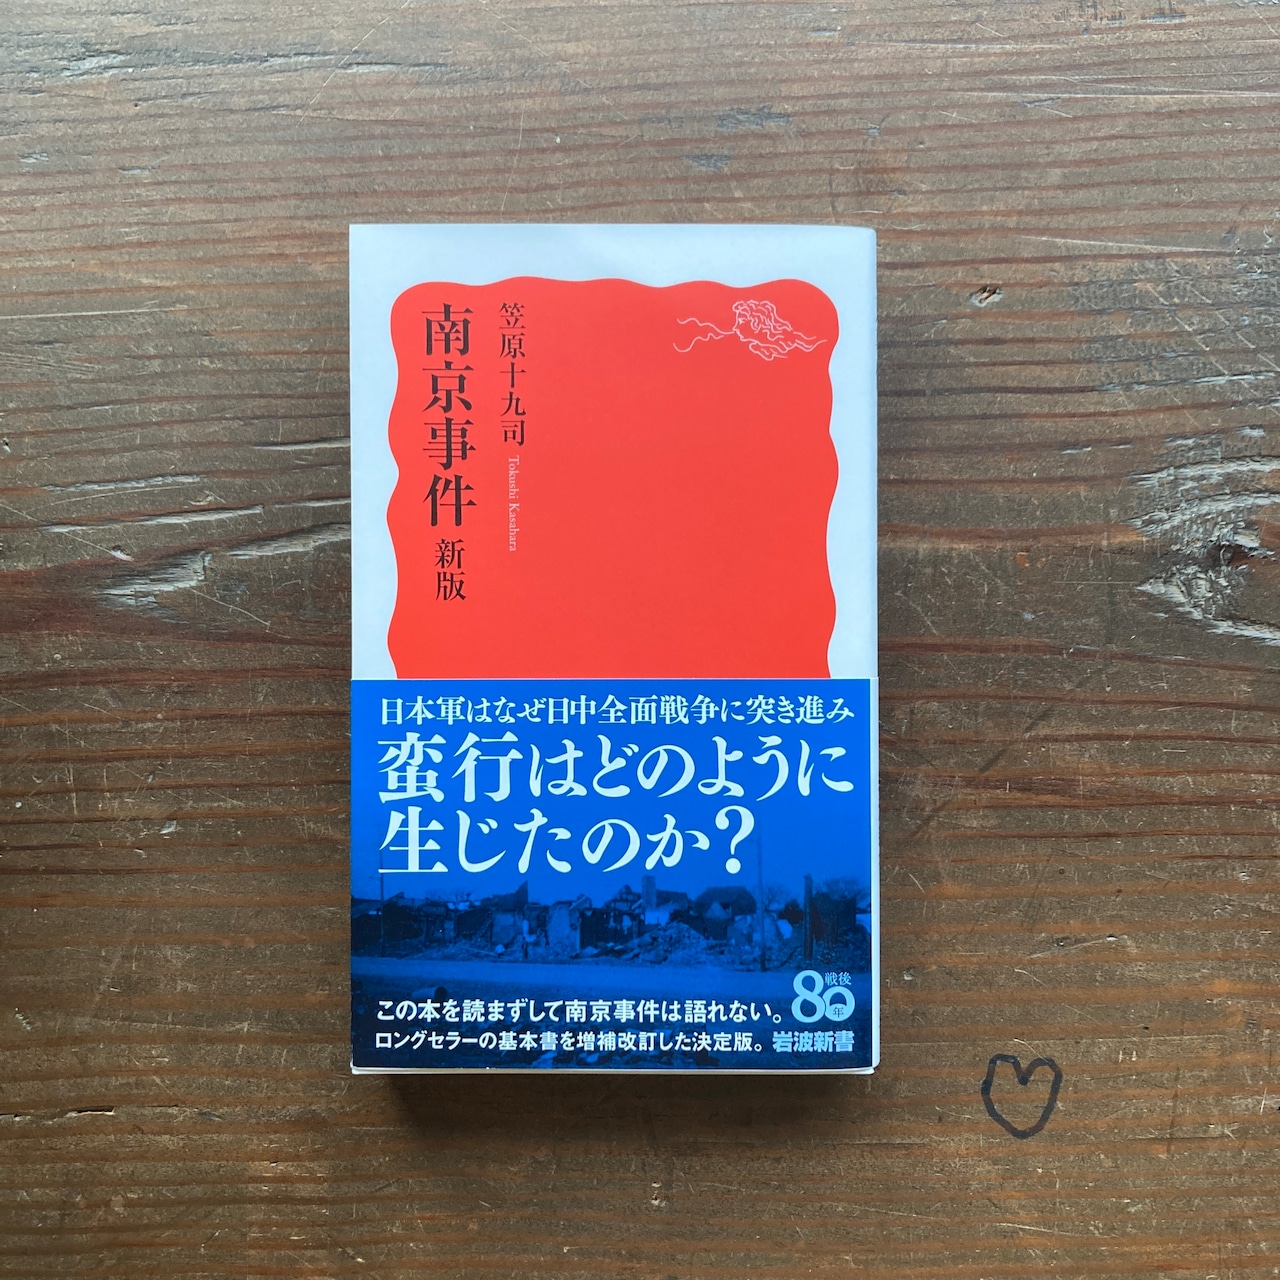 笠原十九司 Tokushi Kasahara
南京事件 新版
日本軍はなぜ日中全面戦争に突き進み
蛮行はどのように
生じたのか?
この本を読まずして南京事件は語れない。
ロングセラーの基本書を増補改訂した決定版。
戦後
80年
岩波新書